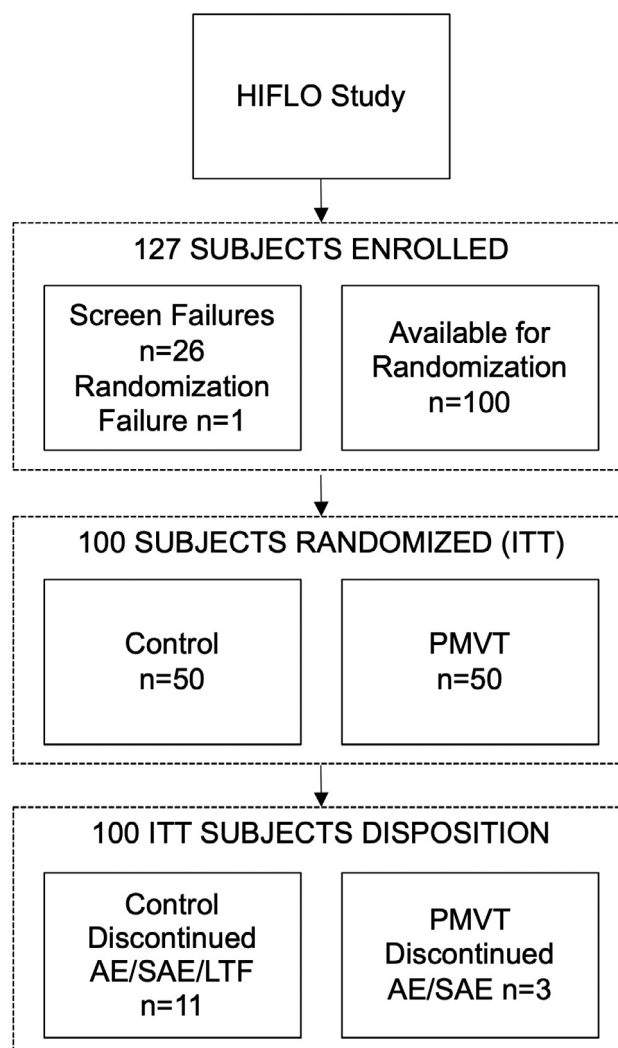 HIFLO Study
127 SUBJECTS ENROLLED
Screen Failures
n=26
Randomization
Failure n=1
Available for
Randomization
n=100
100 SUBJECTS RANDOMIZED (ITT)
Control
n=50
PMVT
n=50
100 ITT SUBJECTS DISPOSITION
Control
Discontinued
AE/SAE/LTF
n=11
PMVT
Discontinued
AE/SAE n=3